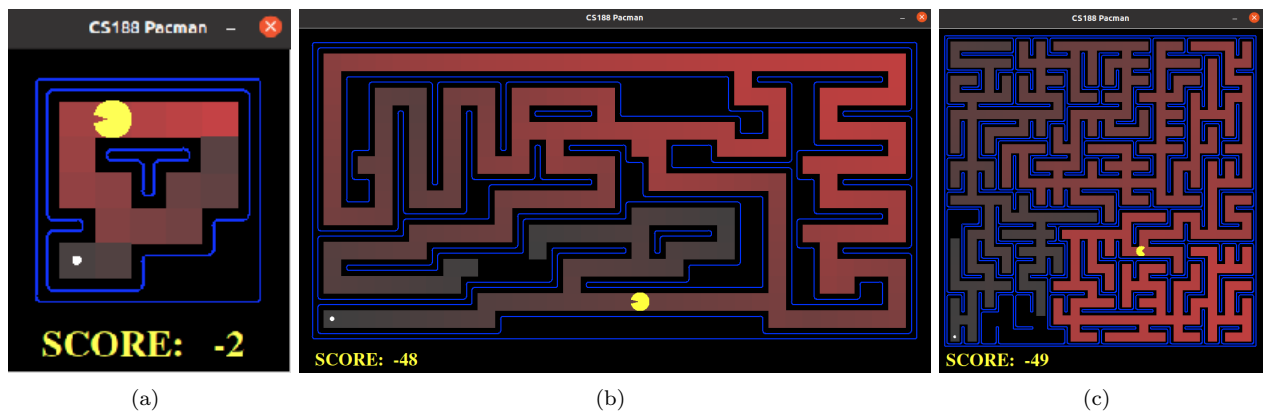 CS188 Pacman
SCORE: -2
(a)
CS188 Pacman
SCORE: -48
(b)
CS188 Pacman
SCORE: -49
(c)